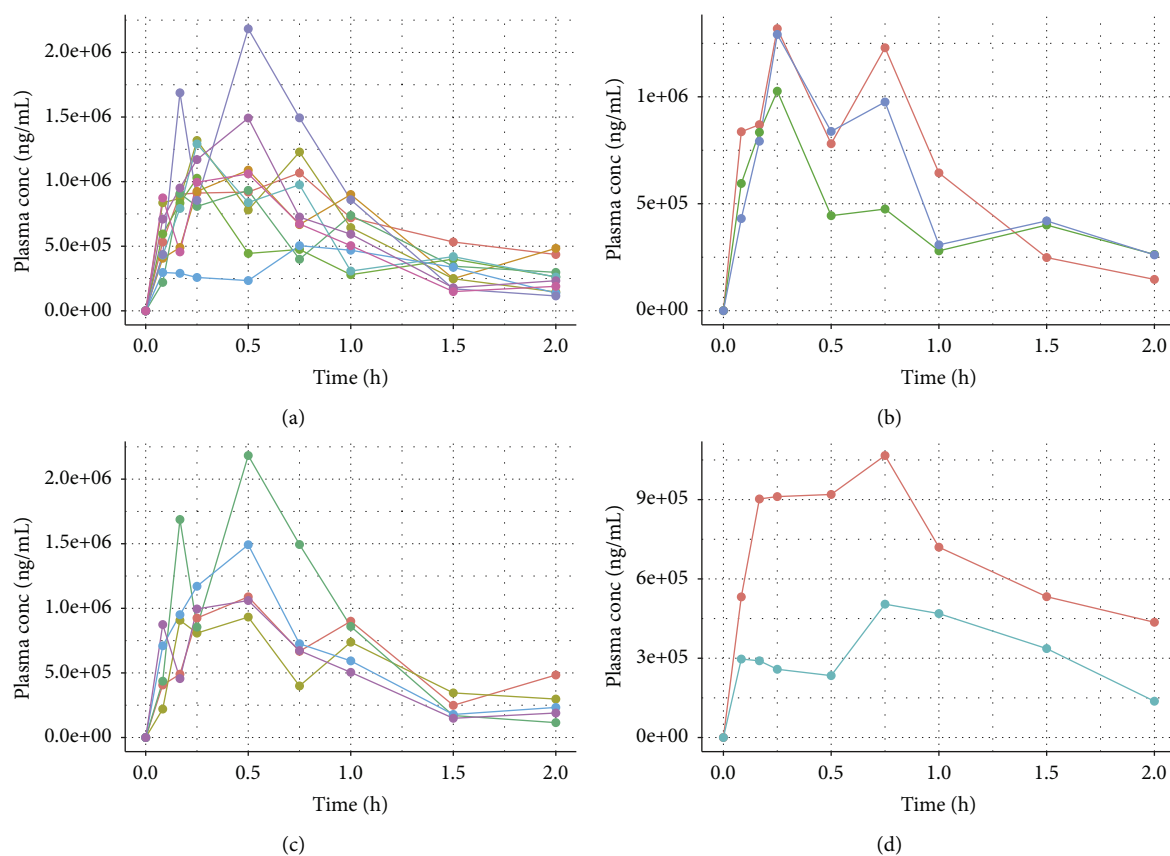 Plasma conc (ng/mL)
2.0e+06
1.5e+06
1.0e+06
5.0e+05
0.0e+00
0.0 0.5 1.0 1.5 2.0
Time (h)
(a)
Plasma conc (ng/mL)
1e+06
5e+05
0e+00
0.0 0.5 1.0 1.5 2.0
Time (h)
(b)
Plasma conc (ng/mL)
2.0e+06
1.5e+06
1.0e+06
5.0e+05
0.0e+00
0.0 0.5 1.0 1.5 2.0
Time (h)
(c)
Plasma conc (ng/mL)
9e+05
6e+05
3e+05
0e+00
0.0 0.5 1.0 1.5 2.0
Time (h)
(d)